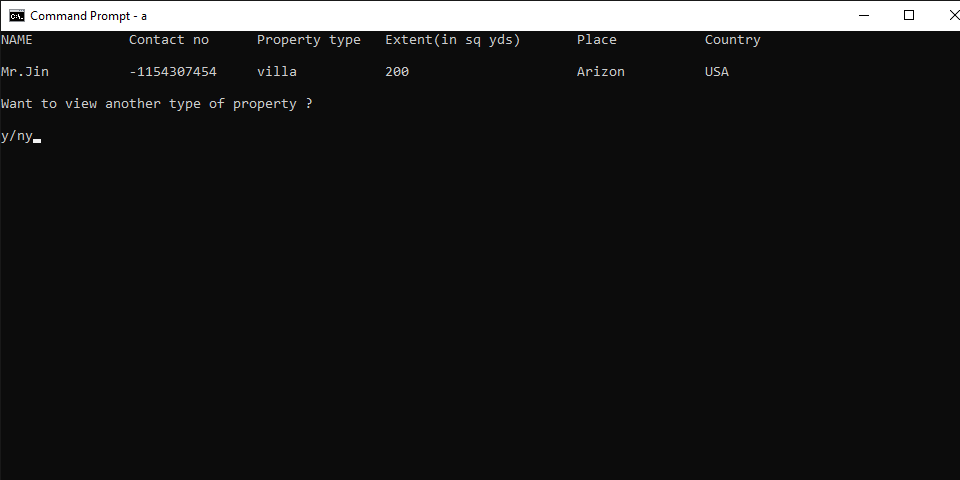 Command Prompt - a
NAME Contact no Property type Extent(in sq yds) Place Country
Mr.Jin -1154307454 villa 200 Arizon USA
Want to view another type of property ?
y/ny